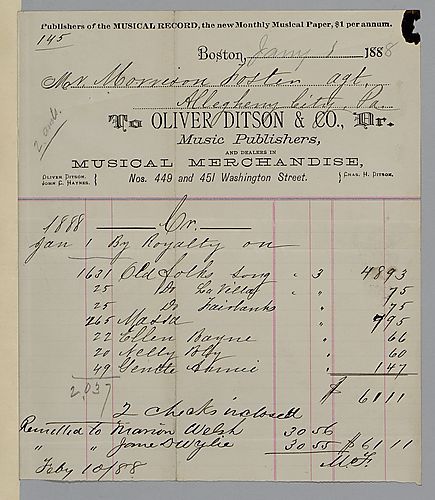 Publishers of the MUSICAL RECORD, the new Monthly Musical Paper, $1 per annum.
145
Boston, Jany 1 1888
Mr Morrison Foster agt,
Allegheny City, Pa.
To OLIVER DITSON & CO., Dr.
Music Publishers,
AND DEALERS IN
MUSICAL MERCHANDISE,
OLIVER DITSON. JOHN C. HAYNES. Nos. 449 and 451 Washington Street. CHAS. H. DITSON.
1888 Cr.
Jan 1 By Royalty on
1631 Old folks song " 3 48 93
25 Do La Villa " " 75
25 Do Fairbanks " " 75
265 Massa " " 7 95
22 Ellen Bayne " " 66
20 Nelly Bly " " 60
49 Gentle Annie " " 1 47
2,037
$ 61 11
2 checks inclosed
Remitted to Marion Welsh 30 56
" " Jane D Wylie 30 55 $61 11
Feby 10/88 M.F.